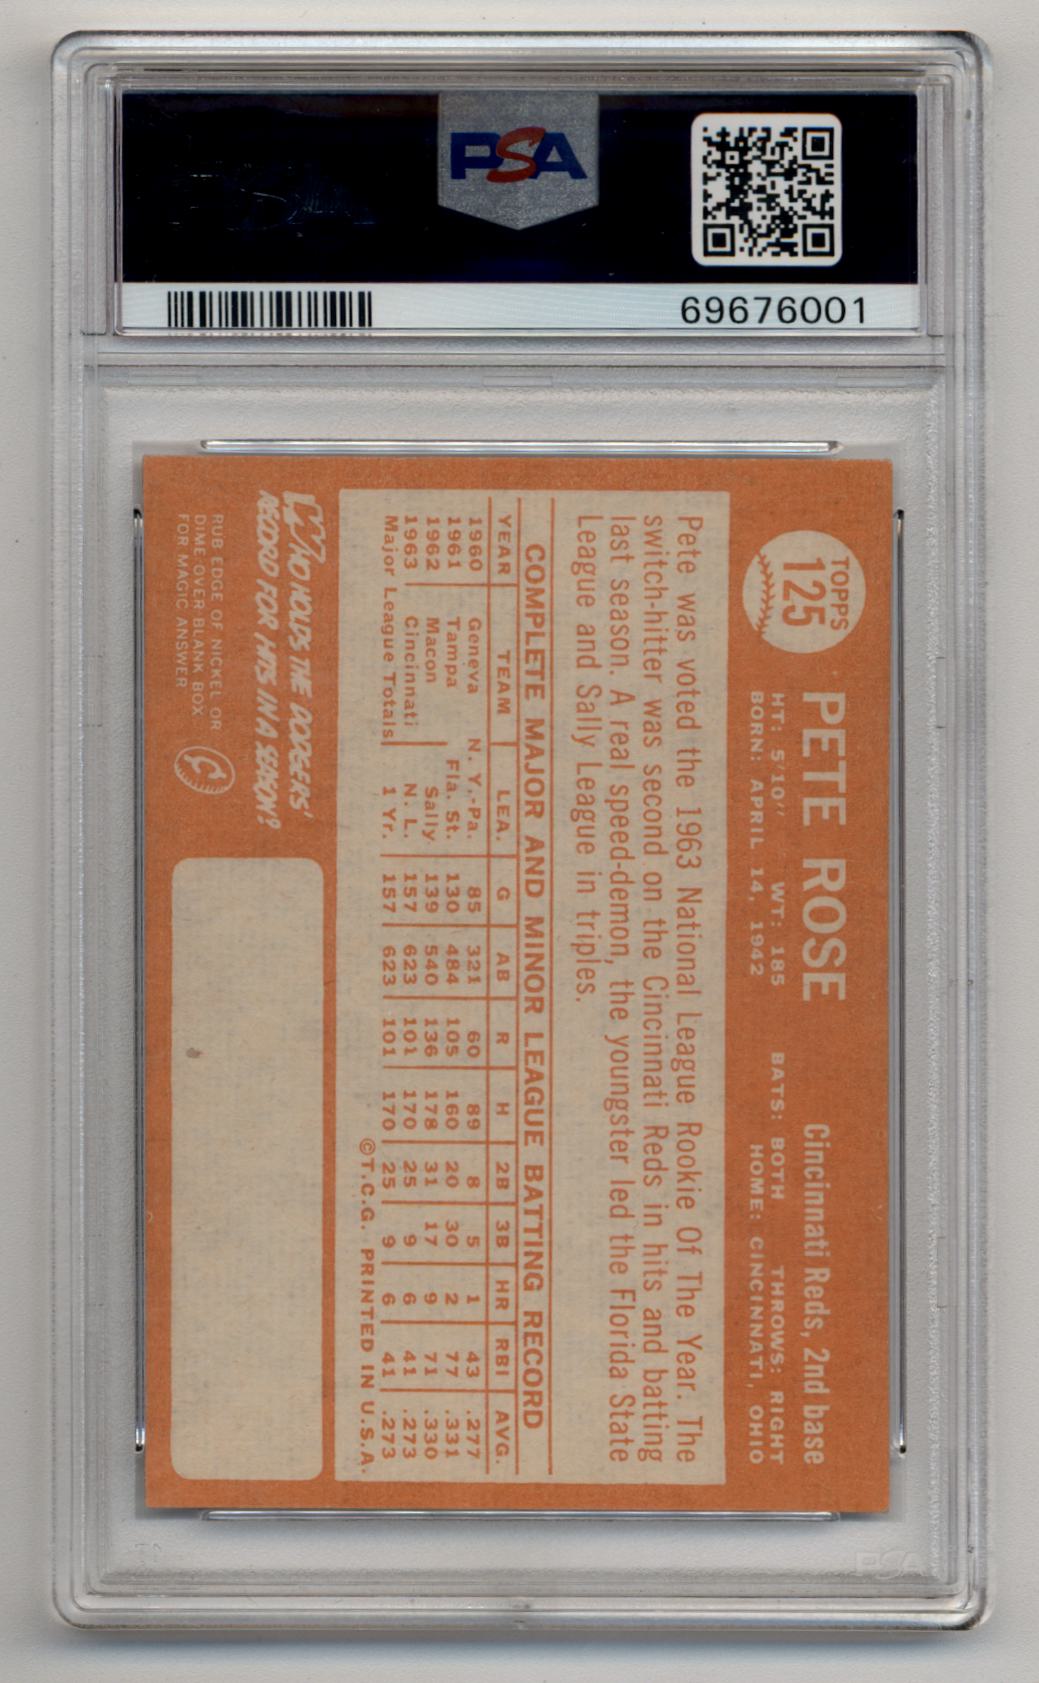 PSA
69676001
TOPPS
125
PETE ROSE
Cincinnati Reds, 2nd base
HT: 5'10" WT: 185 BATS: BOTH THROWS: RIGHT
BORN: APRIL 14, 1942 HOME: CINCINNATI, OHIO
Pete was voted the 1963 National League Rookie Of The Year. The
switch-hitter was second on the Cincinnati Reds in hits and batting
last season. A real speed-demon, the youngster led the Florida State
League and Sally League in triples.
COMPLETE MAJOR AND MINOR LEAGUE BATTING RECORD
YEAR TEAM LEA. G AB R H 2B 3B HR RBI AVG.
1960 Geneva N. Y.-Pa. 85 321 60 89 8 5 1 43 .277
1961 Tampa Fla. St. 130 484 105 160 20 30 2 77 .331
1962 Macon Sally 139 540 136 178 31 17 9 71 .330
1963 Cincinnati N. L. 157 623 101 170 25 9 6 41 .273
Major League Totals 1 Yr. 157 623 101 170 25 9 6 41 .273
©T.C.G. PRINTED IN U.S.A.
WHO HOLDS THE DODGERS'
RECORD FOR HITS IN A SEASON?
RUB EDGE OF NICKEL OR
DIME OVER BLANK BOX
FOR MAGIC ANSWER
C
PSA